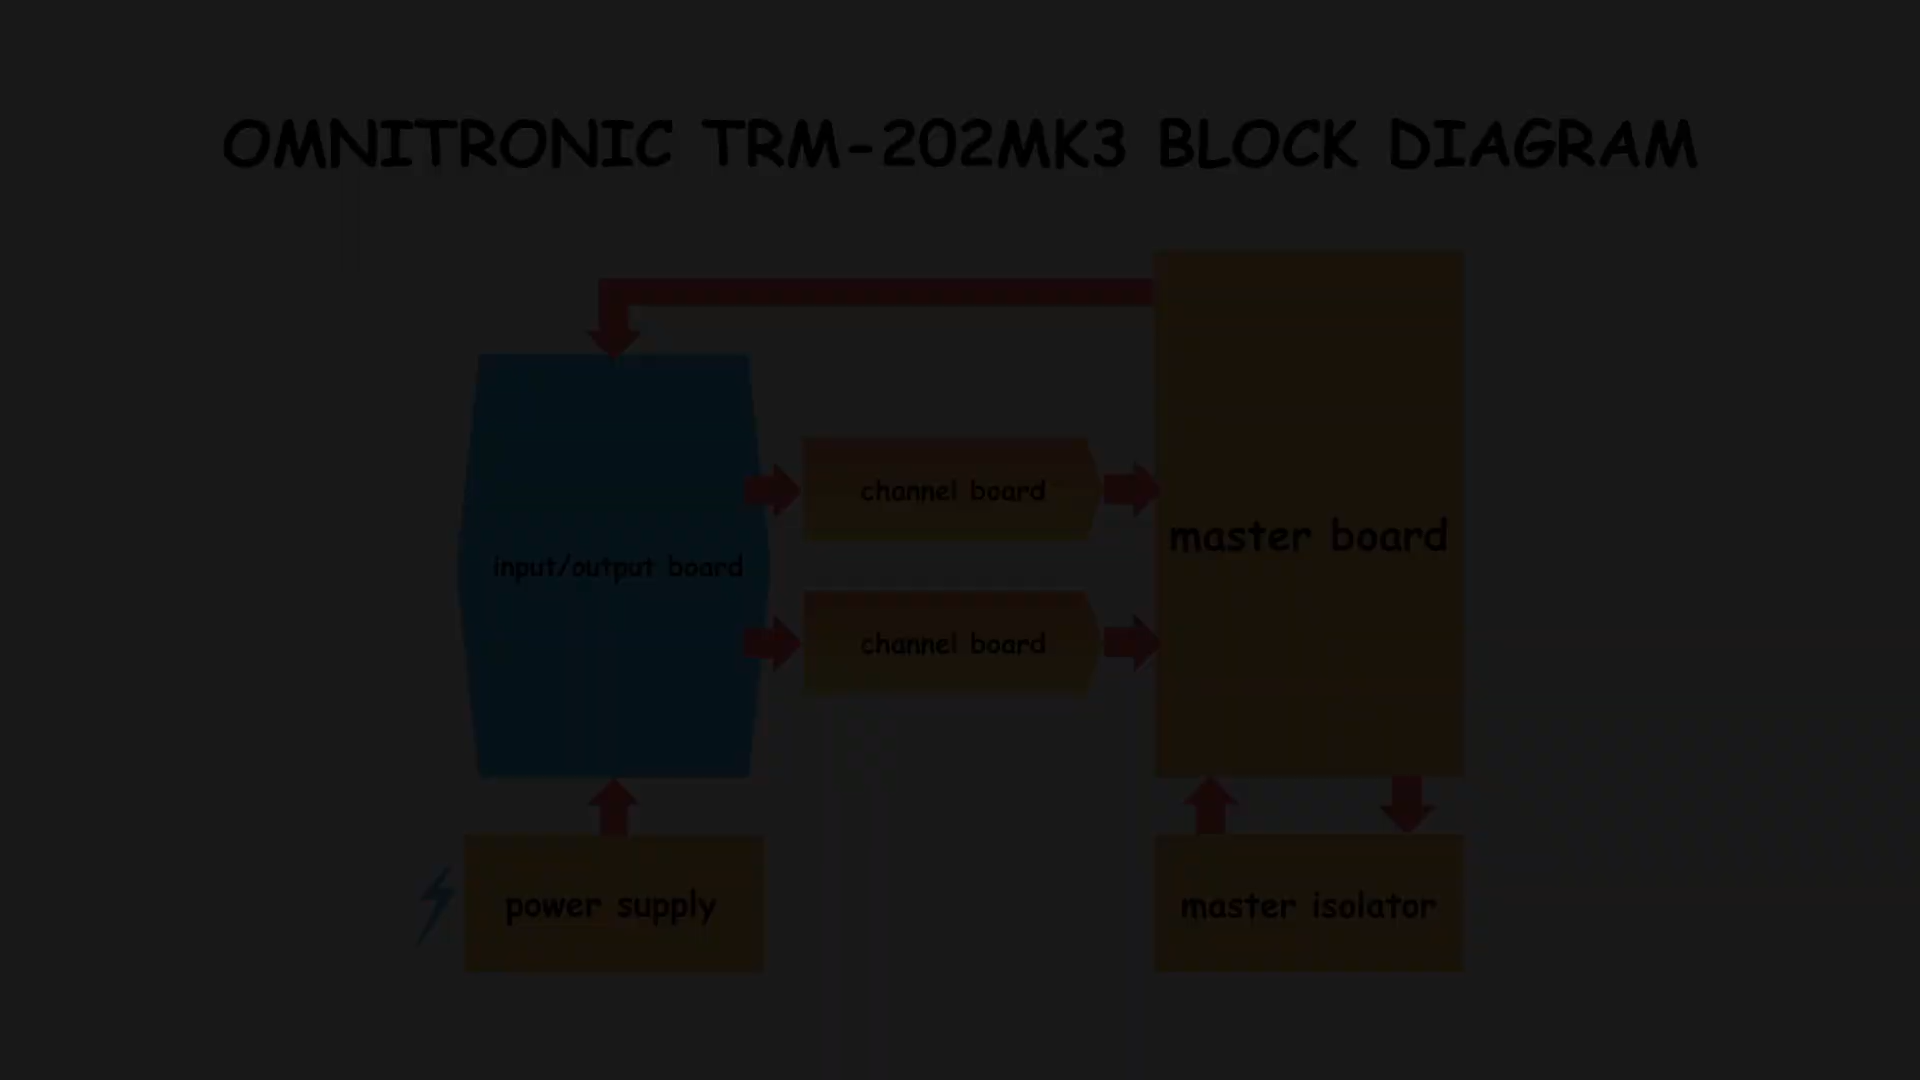 OMNITRONIC TRM-202MK3 BLOCK DIAGRAM
channel board
master board
input/output board
channel board
power supply
master isolator